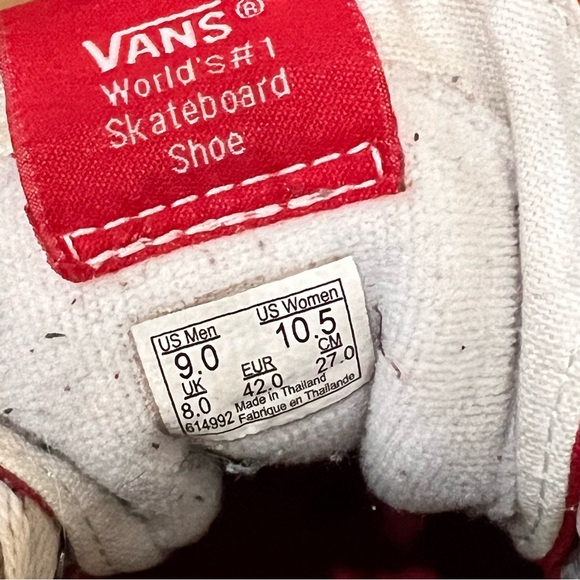 VANS®
World's #1
Skateboard
Shoe
US Men US Women
9.0 10.5
UK EUR CM
8.0 42.0 27.0
614992 Made in Thailand
Fabrique en Thailande